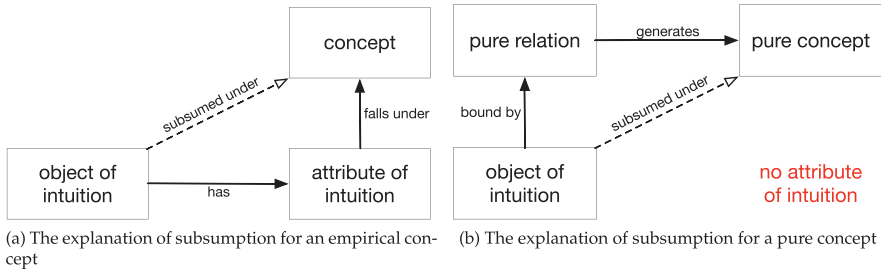 concept
subsumed under
falls under
object of
intuition
has
attribute of
intuition
(a) The explanation of subsumption for an empirical con-
cept
pure relation
generates
pure concept
bound by
subsumed under
object of
intuition
no attribute
of intuition
(b) The explanation of subsumption for a pure concept